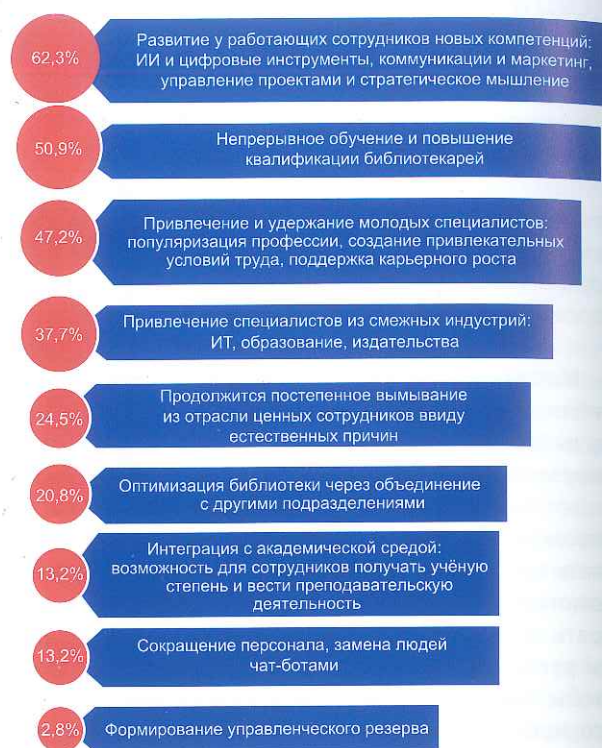 62,3%
Развитие у работающих сотрудников новых компетенций:
ИИ и цифровые инструменты, коммуникации и маркетинг,
управление проектами и стратегическое мышление
50,9%
Непрерывное обучение и повышение
квалификации библиотекарей
47,2%
Привлечение и удержание молодых специалистов:
популяризация профессии, создание привлекательных
условий труда, поддержка карьерного роста
37,7%
Привлечение специалистов из смежных индустрий:
ИТ, образование, издательства
24,5%
Продолжится постепенное вымывание
из отрасли ценных сотрудников ввиду
естественных причин
20,8%
Оптимизация библиотеки через объединение
с другими подразделениями
13,2%
Интеграция с академической средой:
возможность для сотрудников получать учёную
степень и вести преподавательскую
деятельность
13,2%
Сокращение персонала, замена людей
чат-ботами
2,8%
Формирование управленческого резерва